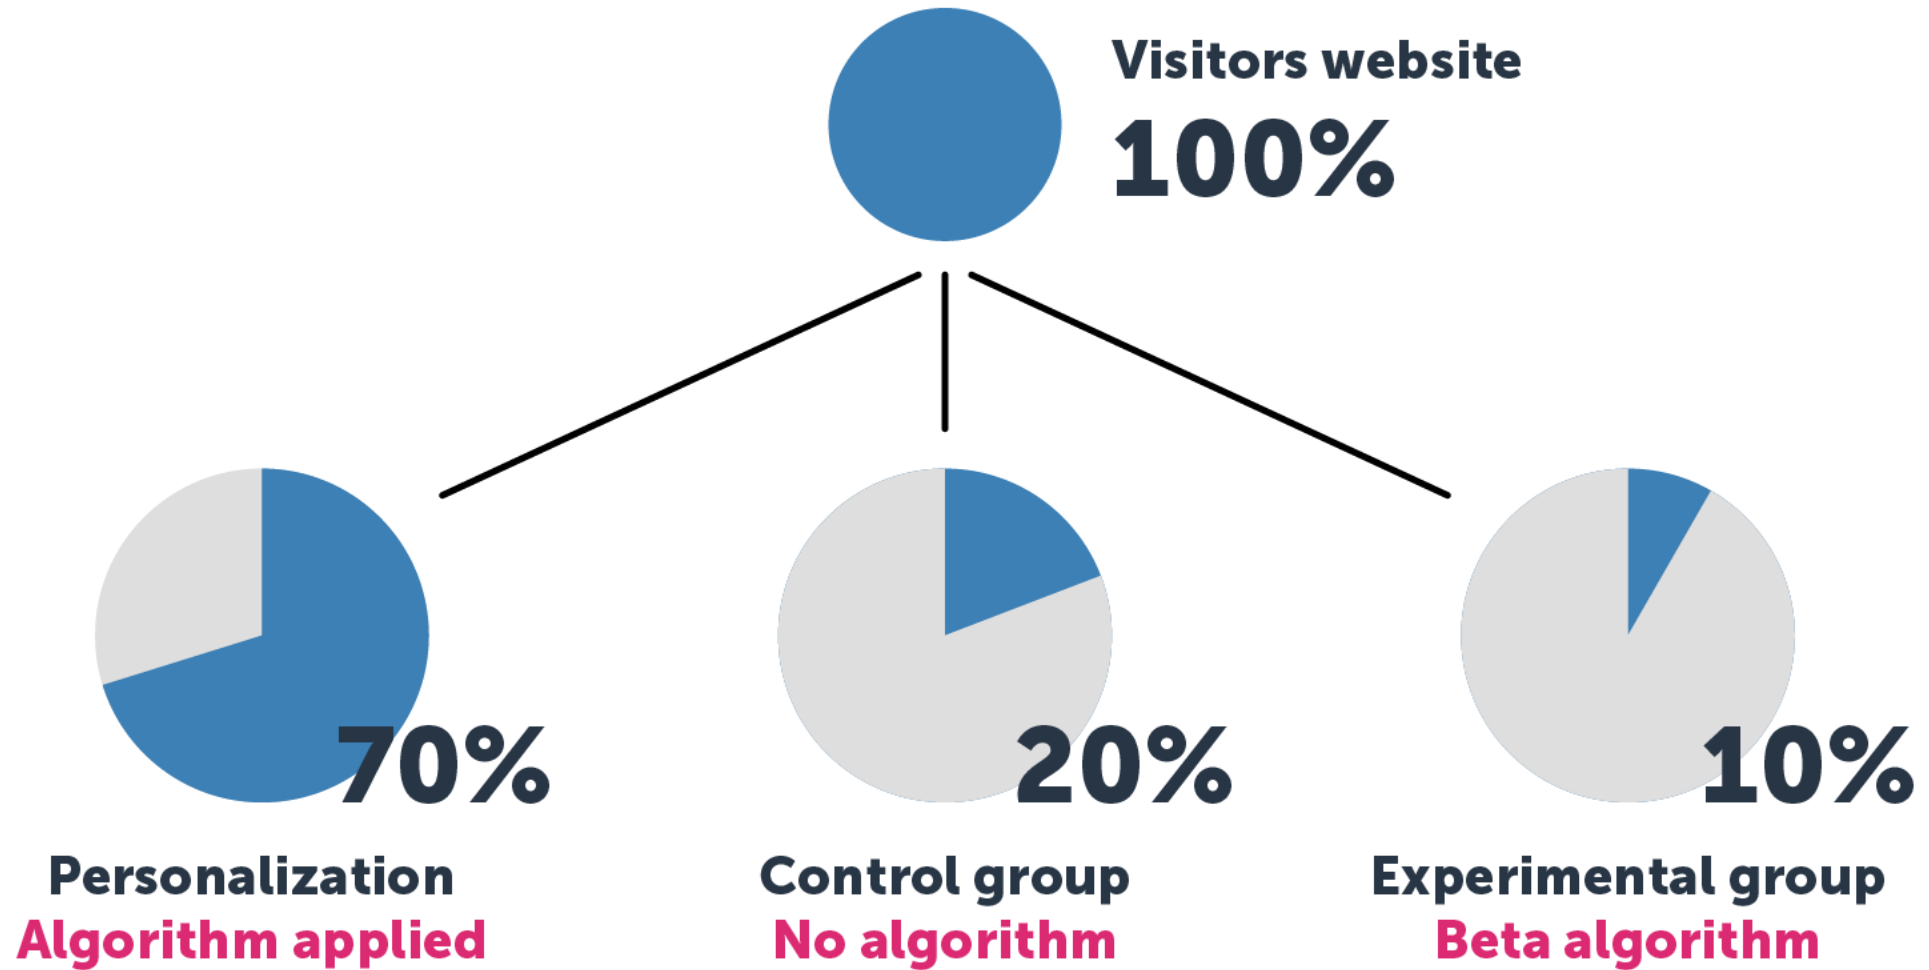 Visitors website
100%
70%
Personalization
Algorithm applied
20%
Control group
No algorithm
10%
Experimental group
Beta algorithm